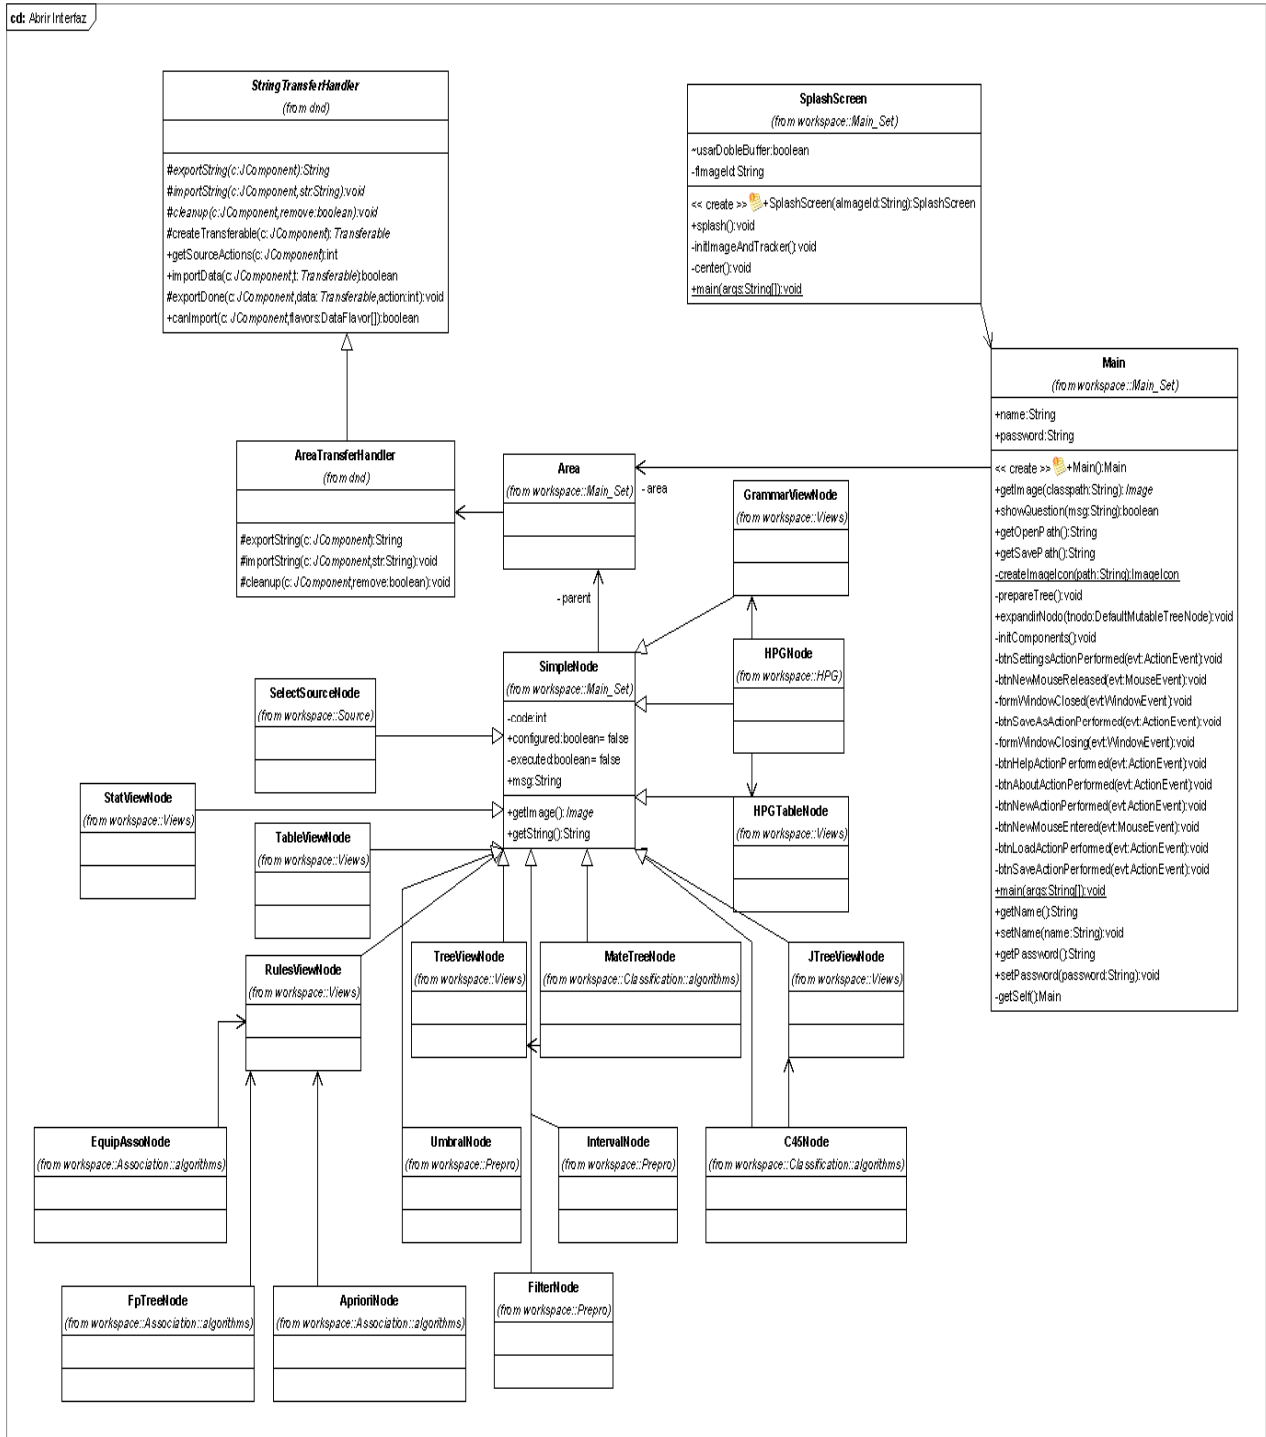 cd: Abrir Interfaz
StringTransferHandler
(from dnd)
#exportString(c:JComponent):String
#importString(c:JComponent,str:String):void
#cleanup(c:JComponent,remove:boolean):void
#createTransferable(c:JComponent): Transferable
+getSourceActions(c:JComponent):int
+importData(c:JComponent,t: Transferable):boolean
#exportDone(c:JComponent,data: Transferable,action:int):void
+canImport(c: JComponent,flavors:DataFlavor[]):boolean
SplashScreen
(from workspace::Main_Set)
~usarDobleBuffer:boolean
-fImageId:String
<< create >> +SplashScreen(aImageId:String):SplashScreen
+splash():void
-initImageAndTracker():void
-center():void
+main(args:String[]):void
Main
(from workspace::Main_Set)
+name:String
+password:String
<< create >> +Main():Main
+getImage(classpath:String): Image
+showQuestion(msg:String):boolean
+getOpenPath():String
+getSavePath():String
-createImageIcon(path:String):ImageIcon
-prepareTree():void
+expandirNodo(tnodo:DefaultMutableTreeNode):void
-initComponents():void
-btnSettingsActionPerformed(evt:ActionEvent):void
-btnNewMouseReleased(evt:MouseEvent):void
-formWindowClosed(evt:WindowEvent):void
-btnSaveAsActionPerformed(evt:ActionEvent):void
-formWindowClosing(evt:WindowEvent):void
-btnHelpActionPerformed(evt:ActionEvent):void
-btnAboutActionPerformed(evt:ActionEvent):void
-btnNewActionPerformed(evt:ActionEvent):void
-btnNewMouseEntered(evt:MouseEvent):void
-btnLoadActionPerformed(evt:ActionEvent):void
-btnSaveActionPerformed(evt:ActionEvent):void
+main(args:String[]):void
+getName():String
+setName(name:String):void
+getPassword():String
+setPassword(password:String):void
-getSelf():Main
AreaTransferHandler
(from dnd)
#exportString(c: JComponent):String
#importString(c: JComponent,str:String):void
#cleanup(c: JComponent,remove:boolean):void
Area
(from workspace::Main_Set)
- area
- parent
GrammarViewNode
(from workspace::Views)
HPGNode
(from workspace::HPG)
SimpleNode
(from workspace::Main_Set)
-code:int
+configured:boolean= false
-executed:boolean= false
+msg:String
+getImage(): Image
+getString():String
SelectSourceNode
(from workspace::Source)
StatViewNode
(from workspace::Views)
TableViewNode
(from workspace::Views)
HPGTableNode
(from workspace::Views)
RulesViewNode
(from workspace::Views)
TreeViewNode
(from workspace::Views)
MateTreeNode
(from workspace::Classification::algorithms)
JTreeViewNode
(from workspace::Views)
EquipAssoNode
(from workspace::Association::algorithms)
UmbralNode
(from workspace::Prepro)
IntervalNode
(from workspace::Prepro)
C45Node
(from workspace::Classification::algorithms)
FpTreeNode
(from workspace::Association::algorithms)
AprioriNode
(from workspace::Association::algorithms)
FilterNode
(from workspace::Prepro)